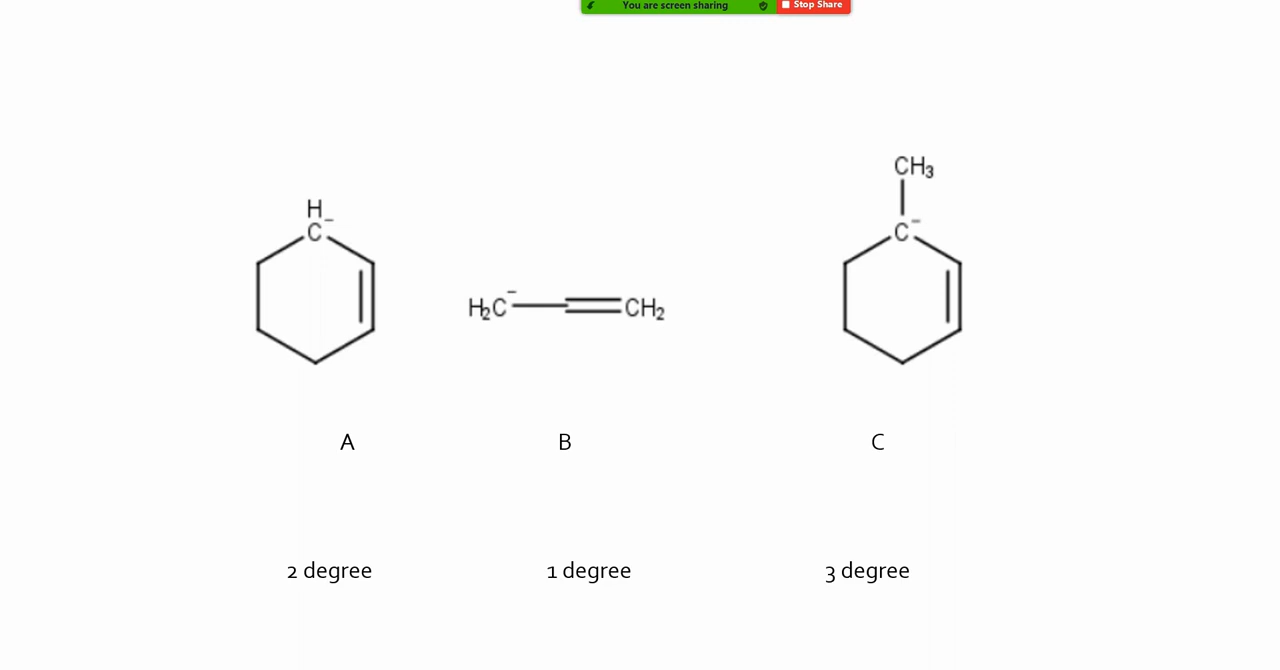 You are screen sharing Stop Share
CH₃
H
C⁻
C⁻
H₂C⁻ CH₂
A B C
2 degree 1 degree 3 degree